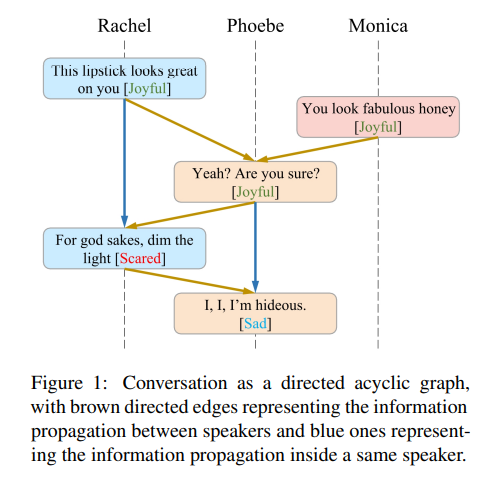 Rachel
Phoebe
Monica
This lipstick looks great
on you [Joyful]
You look fabulous honey
[Joyful]
Yeah? Are you sure?
[Joyful]
For god sakes, dim the
light [Scared]
I, I, I’m hideous.
[Sad]
Figure 1: Conversation as a directed acyclic graph,
with brown directed edges representing the information
propagation between speakers and blue ones represent-
ing the information propagation inside a same speaker.